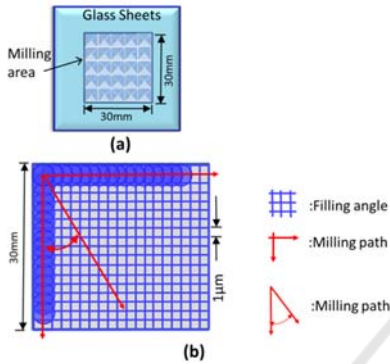 Glass Sheets
Milling
area
30mm
30mm
(a)
30mm
1μm
(b)
:Filling angle
:Milling path
:Milling path